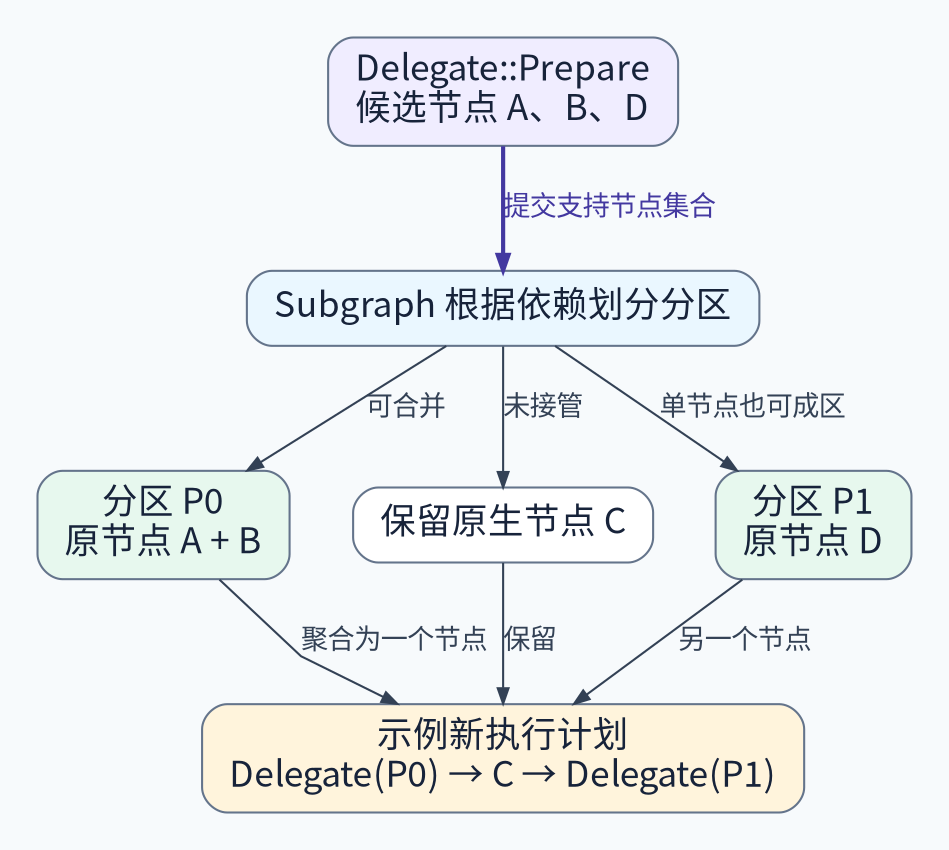 Delegate::Prepare
候选节点 A、B、D
提交支持节点集合
Subgraph 根据依赖划分分区
可合并
未接管
单节点也可成区
分区 P0
原节点 A + B
保留原生节点 C
分区 P1
原节点 D
聚合为一个节点
保留
另一个节点
示例新执行计划
Delegate(P0) → C → Delegate(P1)